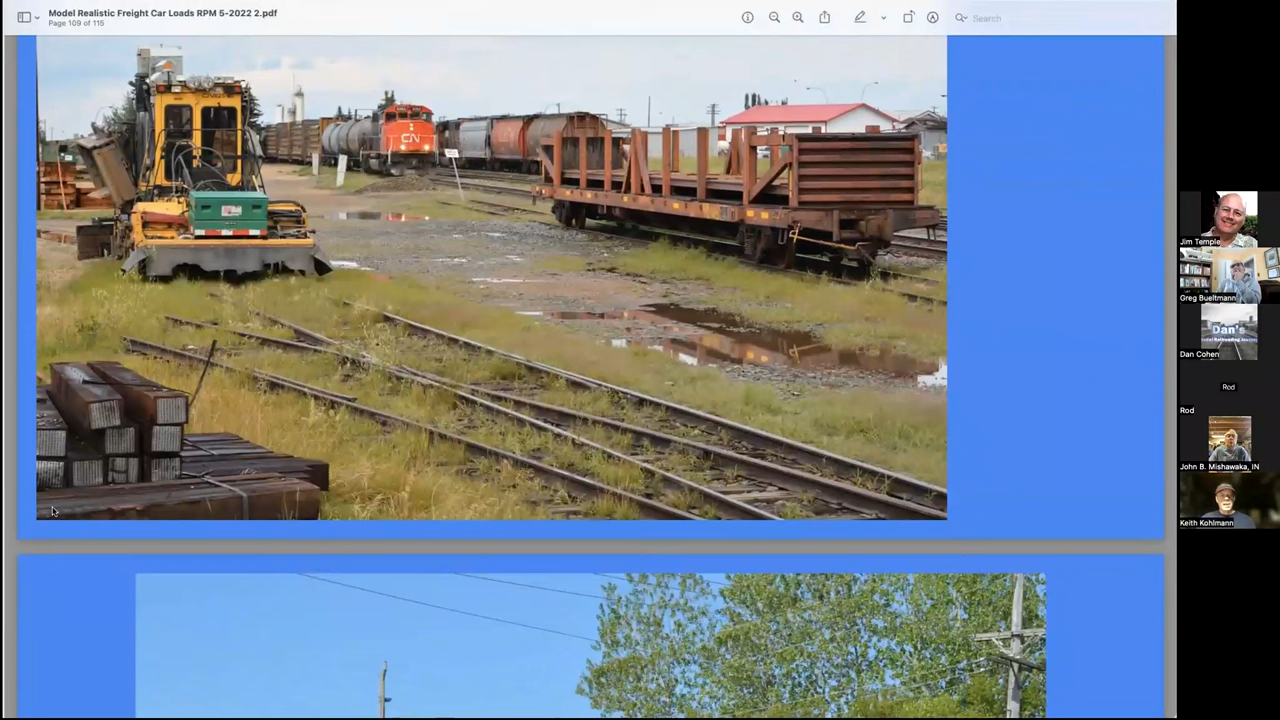 Model Realistic Freight Car Loads RPM 5-2022 2.pdf
Page 109 of 115
Search
CN
Jim Temple
Greg Bueltmann
Dan's
Dan Cohen
Rod
Rod
John B. Mishawaka, IN
Keith Kohlmann